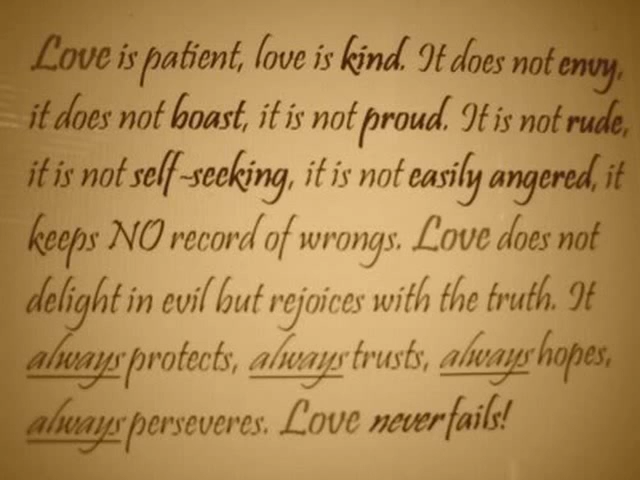 Love is patient, love is kind. It does not envy,
it does not boast, it is not proud. It is not rude,
it is not self-seeking, it is not easily angered, it
keeps NO record of wrongs. Love does not
delight in evil but rejoices with the truth. It
always protects, always trusts, always hopes,
always perseveres. Love never fails!